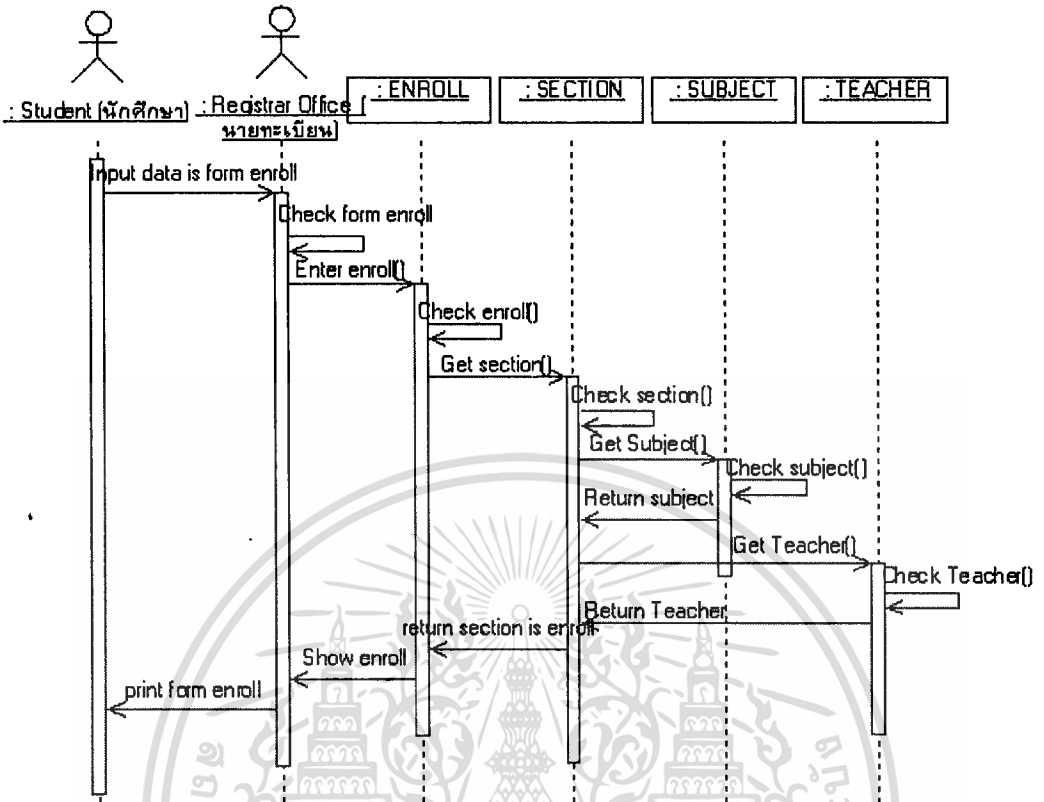 : ENROLL
: SECTION
: SUBJECT
: TEACHER
: Student (นักศึกษา)
: Registrar Office (
นายทะเบียน)
Input data is form enroll
Check form enroll
Enter enroll()
Check enroll()
Get section()
Check section()
Get Subject()
Check subject()
Return subject
Get Teacher()
Check Teacher()
Return Teacher
return section is enroll
Show enroll
print form enroll